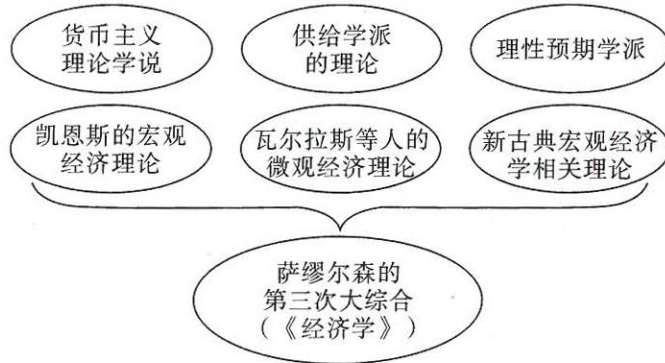 货币主义
理论学说
供给学派
的理论
理性预期学派
凯恩斯的宏观
经济理论
瓦尔拉斯等人的
微观经济理论
新古典宏观经济
学相关理论
萨缪尔森的
第三次大综合
（《经济学》）